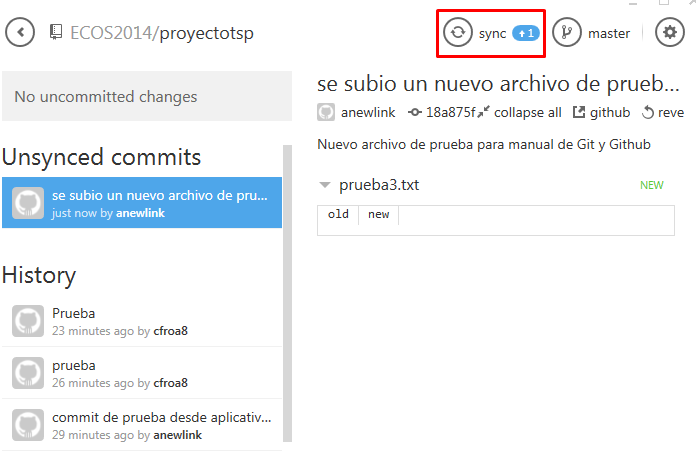 ECOS2014/proyectotsp
sync 1
master
No uncommitted changes
Unsynced commits
se subio un nuevo archivo de pru...
just now by anewlink
History
Prueba
23 minutes ago by cfroa8
prueba
26 minutes ago by cfroa8
commit de prueba desde aplicativ...
29 minutes ago by anewlink
se subio un nuevo archivo de prueb...
anewlink 18a875f collapse all github reve
Nuevo archivo de prueba para manual de Git y Github
prueba3.txt NEW
old new